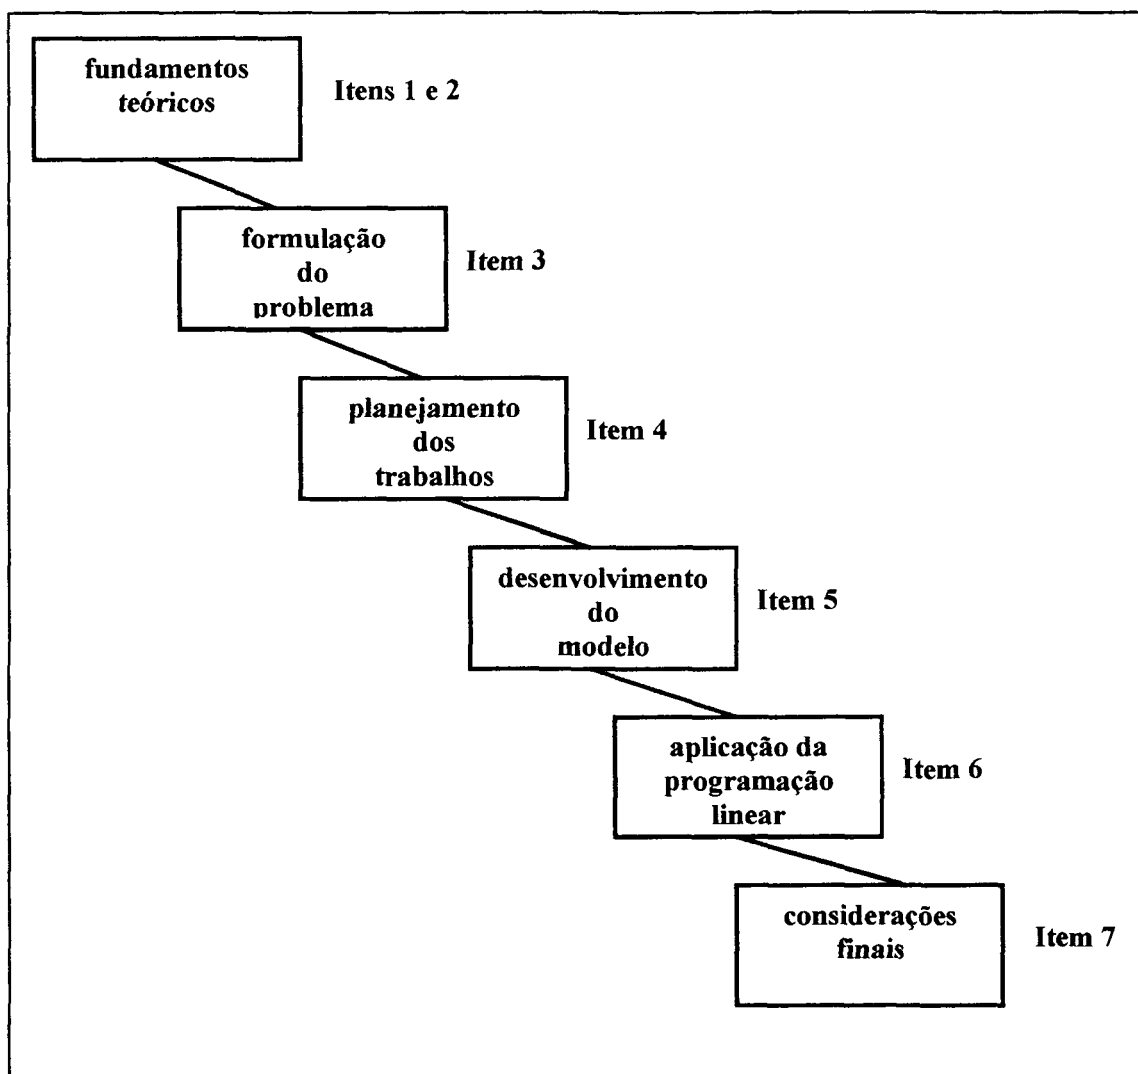 fundamentos
teóricos
Itens 1 e 2
formulação
do
problema
Item 3
planejamento
dos
trabalhos
Item 4
desenvolvimento
do
modelo
Item 5
aplicação da
programação
linear
Item 6
considerações
finais
Item 7